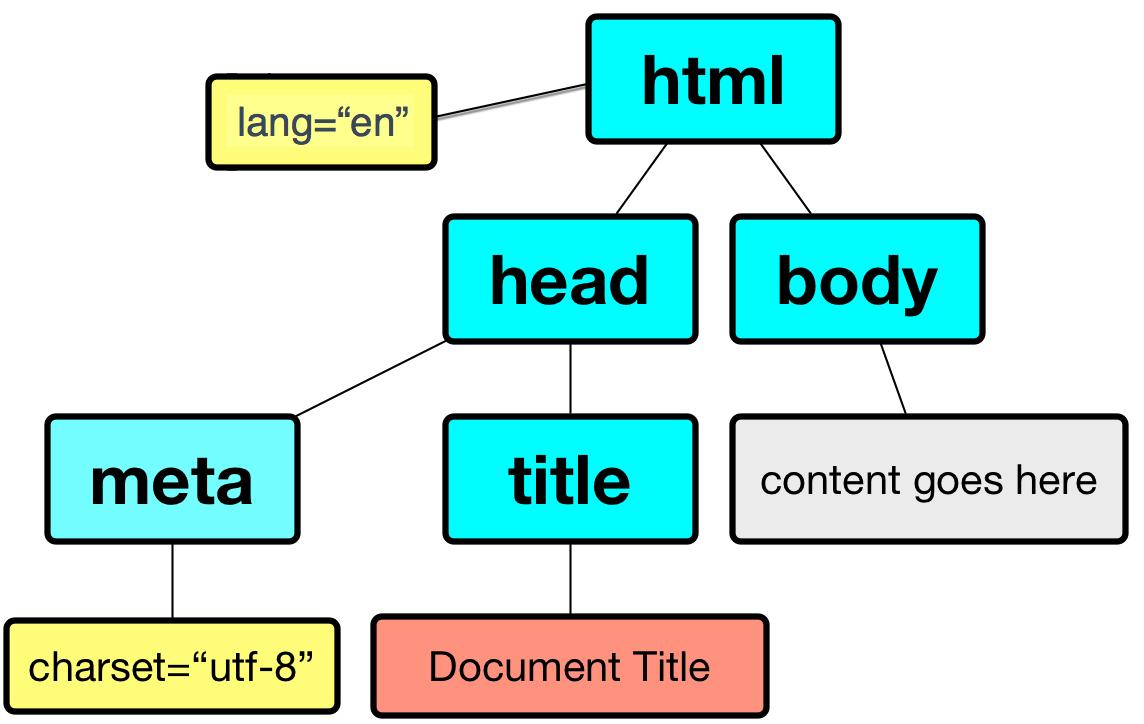 html
lang=“en”
head
body
meta
title
content goes here
charset=“utf-8”
Document Title